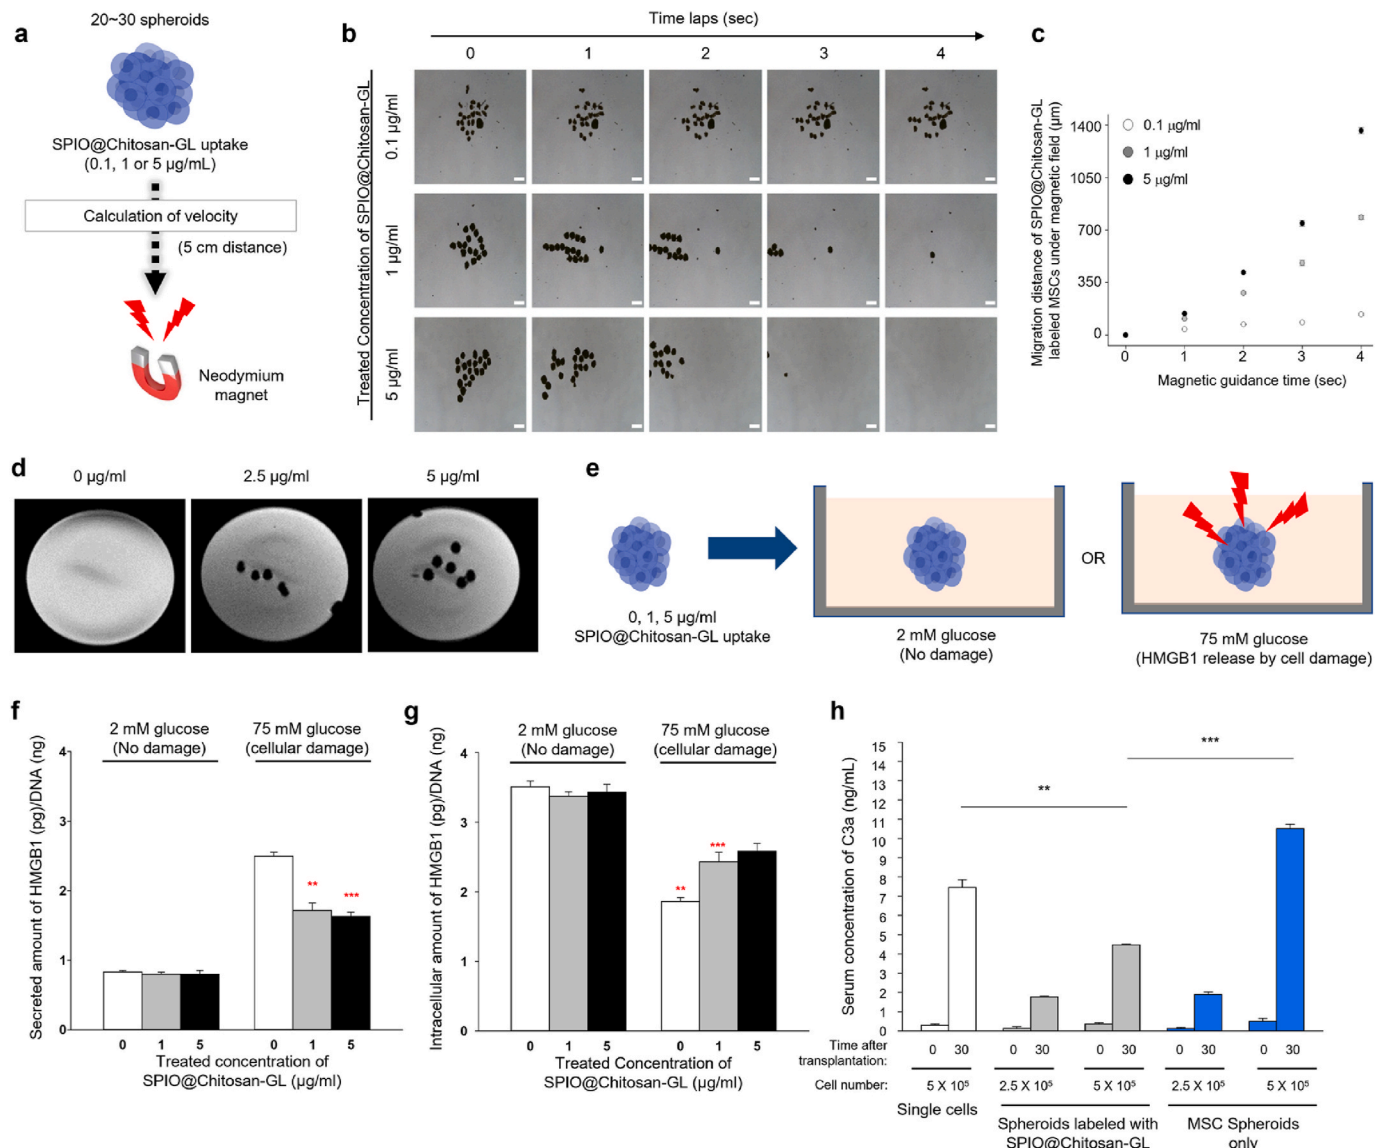 a
20~30 spheroids
SPIO@Chitosan-GL uptake
(0.1, 1 or 5 µg/mL)
Calculation of velocity
(5 cm distance)
Neodymium
magnet
b
Time laps (sec)
0 1 2 3 4
Treated Concentration of SPIO@Chitosan-GL
0.1 µg/ml
1 µg/ml
5 µg/ml
c
Migration distance of SPIO@Chitosan-GL
labeled MSCs under magnetic field (µm)
1400
1050
700
350
0
0.1 µg/ml
1 µg/ml
5 µg/ml
0 1 2 3 4
Magnetic guidance time (sec)
d
0 µg/ml 2.5 µg/ml 5 µg/ml
e
0, 1, 5 µg/ml
SPIO@Chitosan-GL uptake
2 mM glucose
(No damage)
OR
75 mM glucose
(HMGB1 release by cell damage)
f
2 mM glucose
(No damage)
75 mM glucose
(cellular damage)
Secreted amount of HMGB1 (pg)/DNA (ng)
4
3
2
1
0
**
***
0 1 5 0 1 5
Treated concentration of
SPIO@Chitosan-GL (µg/ml)
g
2 mM glucose
(No damage)
75 mM glucose
(cellular damage)
Intracellular amount of HMGB1 (pg)/DNA (ng)
4
3
2
1
0
**
***
0 1 5 0 1 5
Treated Concentration of
SPIO@Chitosan-GL (µg/ml)
h
Serum concentration of C3a (ng/mL)
15
14
13
12
11
10
9
8
7
6
5
4
3
2
1
0
**
***
Time after
transplantation:
0 30 0 30 0 30 0 30 0 30
Cell number: 5 X 10⁵ 2.5 X 10⁵ 5 X 10⁵ 2.5 X 10⁵ 5 X 10⁵
Single cells
Spheroids labeled with
SPIO@Chitosan-GL
MSC Spheroids
only